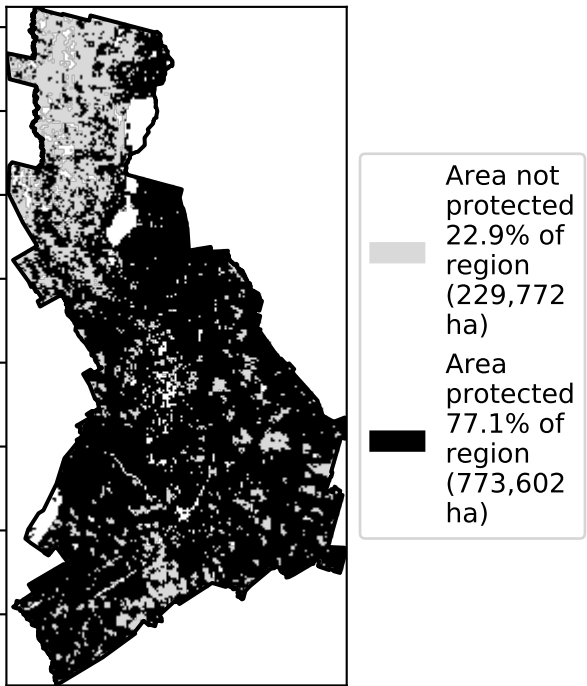 Area not
protected
22.9% of
region
(229,772
ha)
Area
protected
77.1% of
region
(773,602
ha)